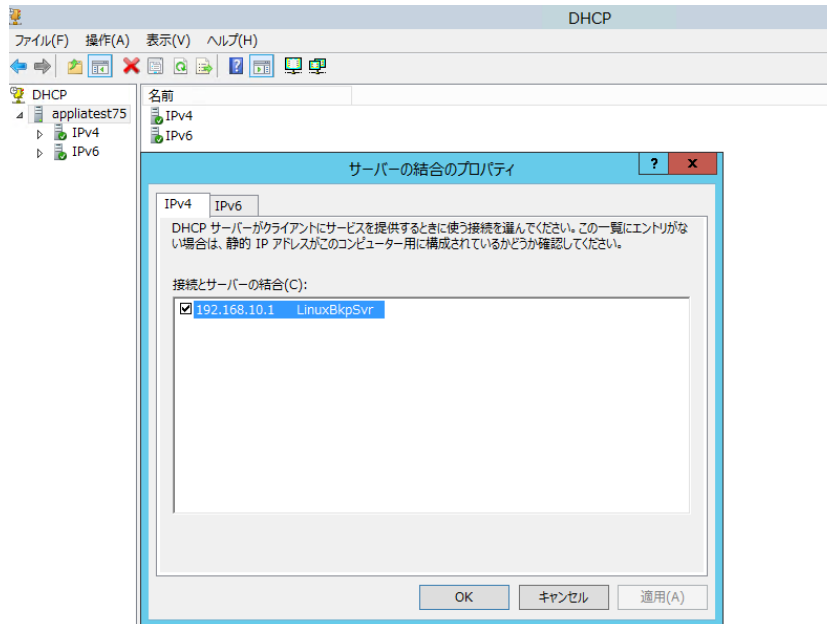 DHCP
ファイル(F) 操作(A) 表示(V) ヘルプ(H)
DHCP
appliatest75
IPv4
IPv6
名前
IPv4
IPv6
サーバーの結合のプロパティ
IPv4 IPv6
DHCP サーバーがクライアントにサービスを提供するときに使う接続を選んでください。この一覧にエントリがな
い場合は、静的 IP アドレスがこのコンピューター用に構成されているかどうか確認してください。
接続とサーバーの結合(C):
192.168.10.1 LinuxBkpSvr
OK キャンセル 適用(A)